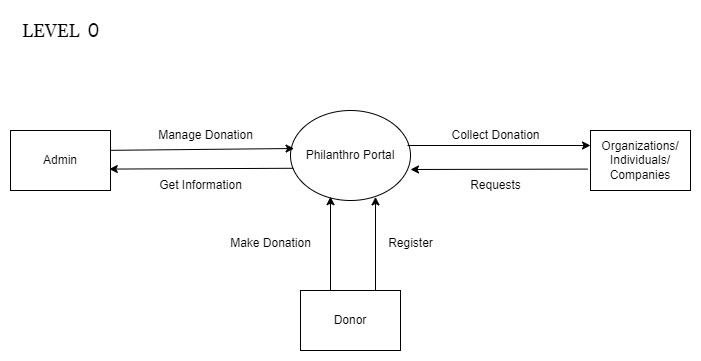 LEVEL 0
Manage Donation
Collect Donation
Admin
Philanthro Portal
Organizations/
Individuals/
Companies
Get Information
Requests
Make Donation
Register
Donor